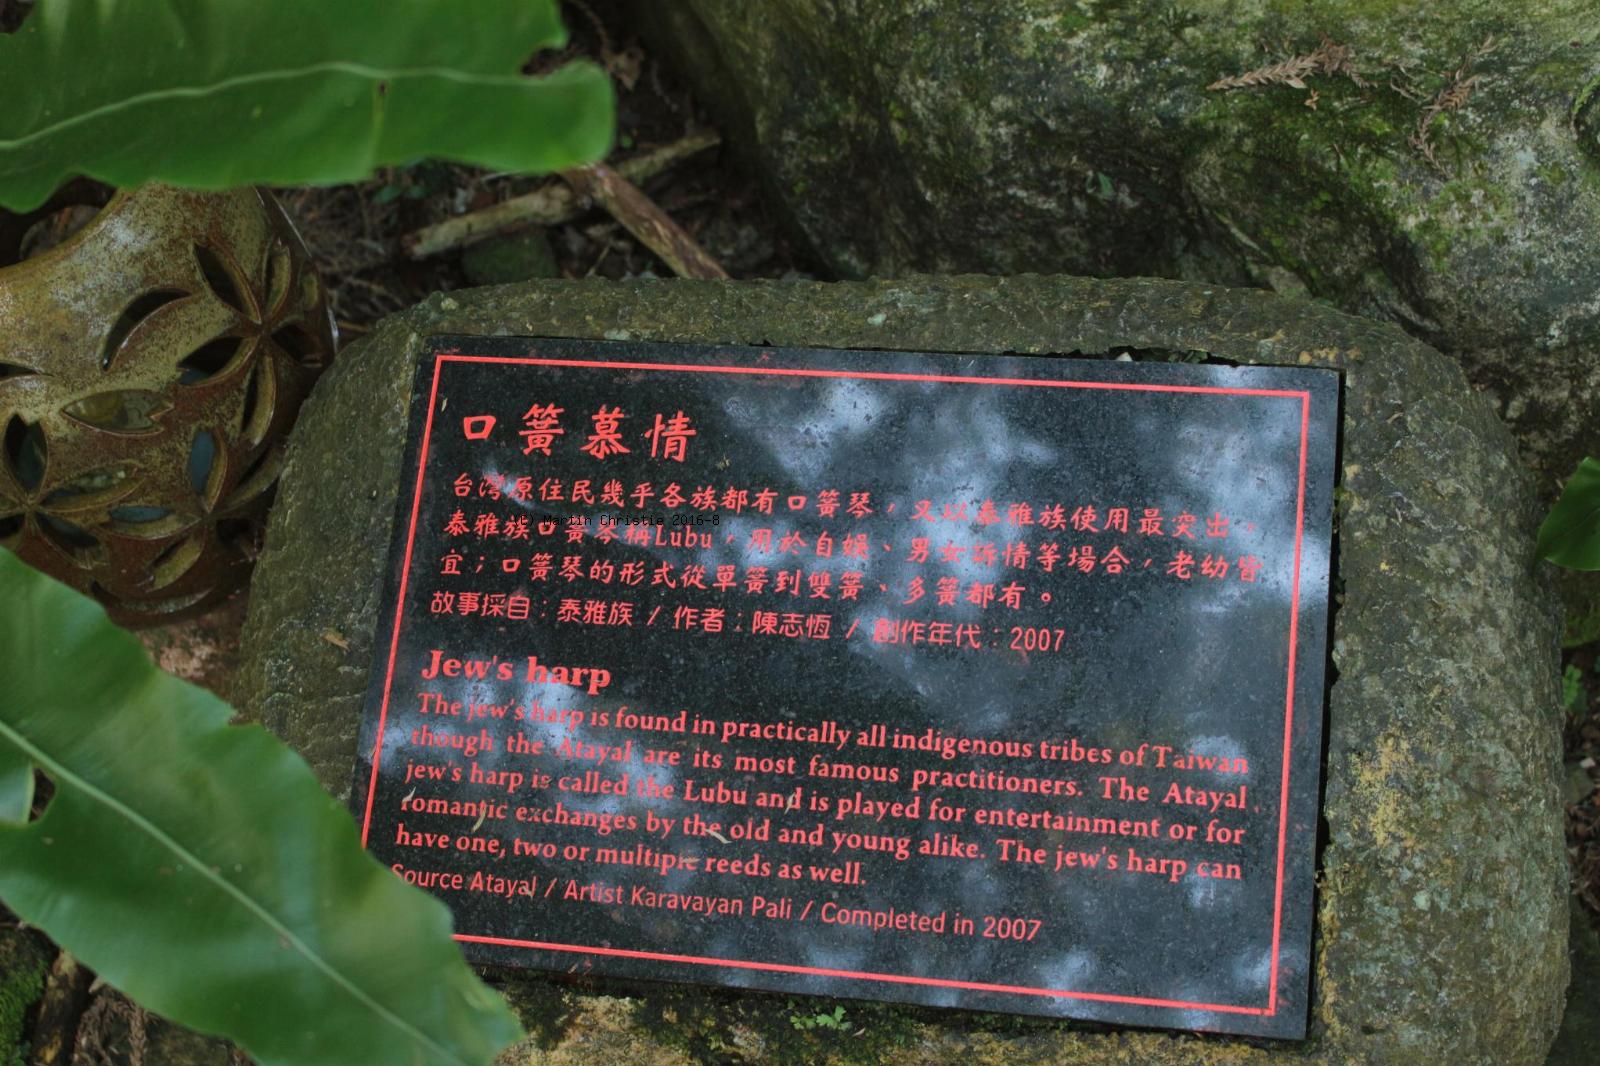 口簧慕情
台灣原住民幾乎各族都有口簧琴，又以泰雅族使用最突出。
泰雅族口簧琴稱Lubu，用於自娛、男女訴情等場合，老幼皆
宜；口簧琴的形式從單簧到雙簧、多簧都有。
故事採自：泰雅族 / 作者：陳志恆 / 創作年代：2007
Jew's harp
The jew's harp is found in practically all indigenous tribes of Taiwan
though the Atayal are its most famous practitioners. The Atayal
jew's harp is called the Lubu and is played for entertainment or for
romantic exchanges by the old and young alike. The jew's harp can
have one, two or multiple reeds as well.
Source Atayal / Artist Karavayan Pali / Completed in 2007
(c) Martin Christie 2016-8